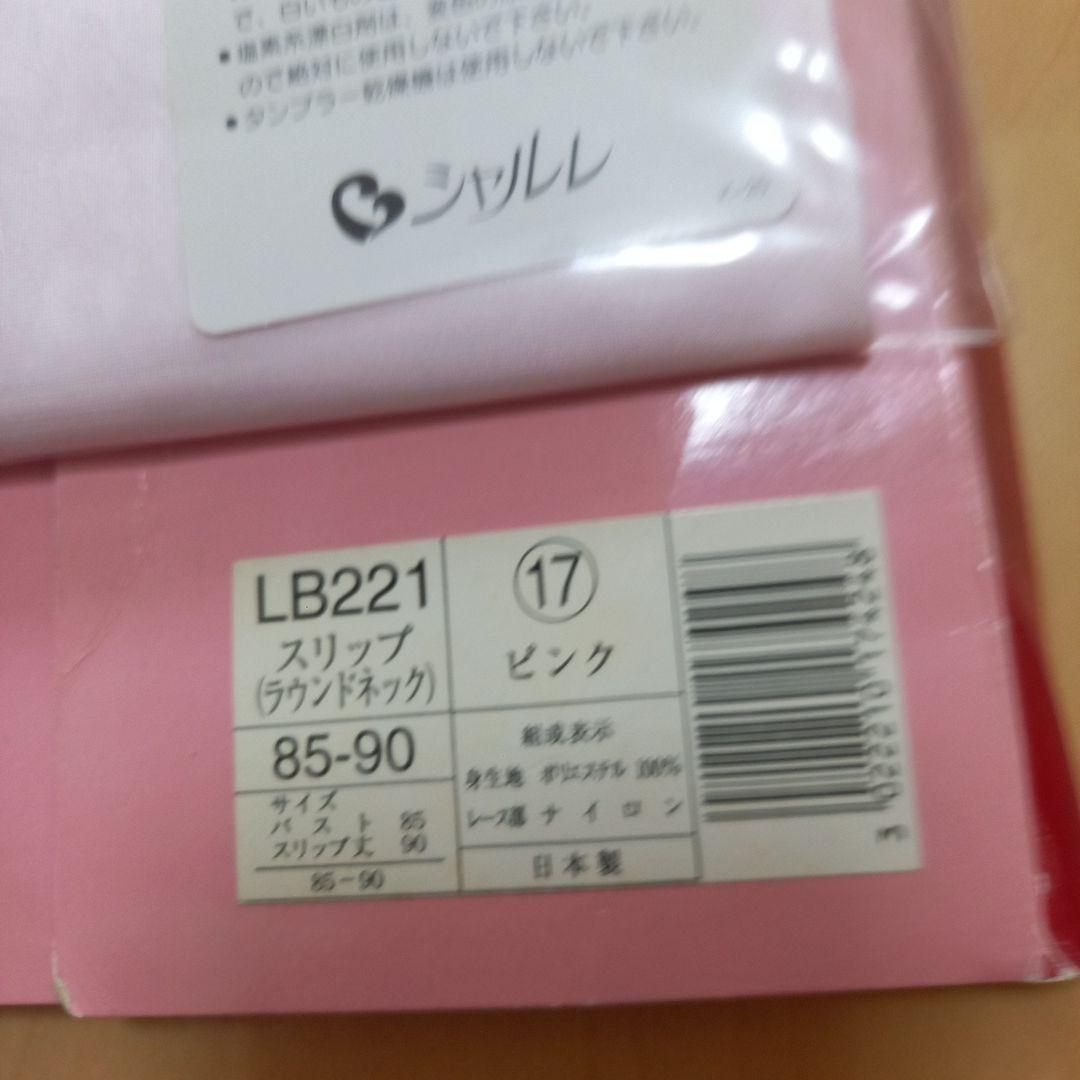 で、白いもの
●塩素系漂白剤は、
ので絶対に使用しないで下さい。
●タンブラー乾燥機は使用しないで下さい。
シャルレ
LB221
スリップ
(ラウンドネック)
85-90
サイズ
バスト 85
スリップ丈 90
85-90
17
ピンク
組成表示
身生地 ポリエステル 100%
レース部 ナイロン
日本製